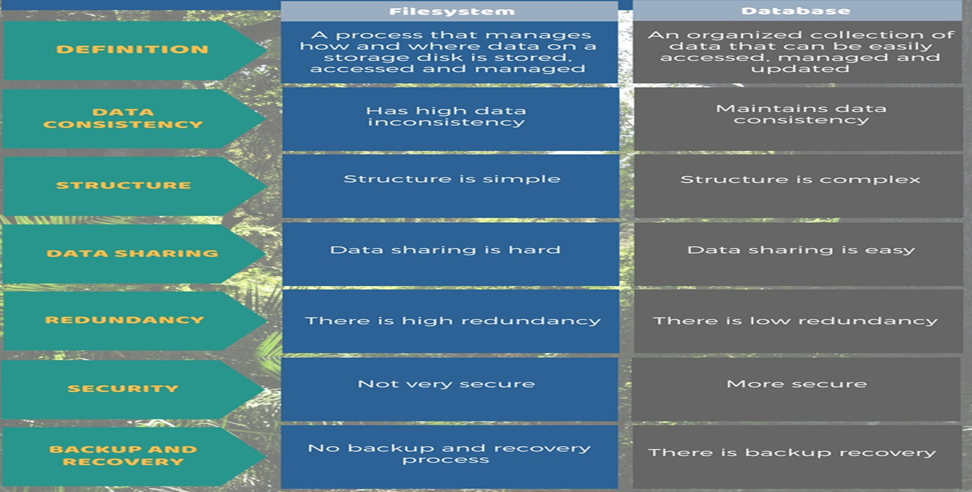 Filesystem
Database
DEFINITION
A process that manages
how and where data on a
storage disk is stored,
accessed and managed
An organized collection of
data that can be easily
accessed, managed and
updated
DATA
CONSISTENCY
Has high data
inconsistency
Maintains data
consistency
STRUCTURE
Structure is simple
Structure is complex
DATA SHARING
Data sharing is hard
Data sharing is easy
REDUNDANCY
There is high redundancy
There is low redundancy
SECURITY
Not very secure
More secure
BACKUP AND
RECOVERY
No backup and recovery
process
There is backup recovery